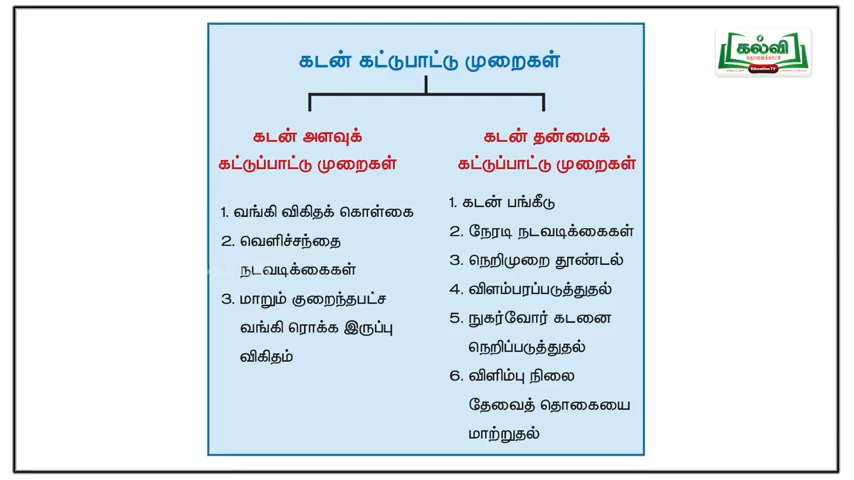 கடன் கட்டுபாட்டு முறைகள்
கடன் அளவுக்
கட்டுப்பாட்டு முறைகள்
1. வங்கி விகிதக் கொள்கை
2. வெளிச்சந்தை
நடவடிக்கைகள்
3. மாறும் குறைந்தபட்ச
வங்கி ரொக்க இருப்பு
விகிதம்
கடன் தன்மைக்
கட்டுப்பாட்டு முறைகள்
1. கடன் பங்கீடு
2. நேரடி நடவடிக்கைகள்
3. நெறிமுறை தூண்டல்
4. விளம்பரப்படுத்துதல்
5. நுகர்வோர் கடனை
நெறிப்படுத்துதல்
6. விளிம்பு நிலை
தேவைத் தொகையை
மாற்றுதல்
கல்வி
தொலைக்காட்சி
Education TV